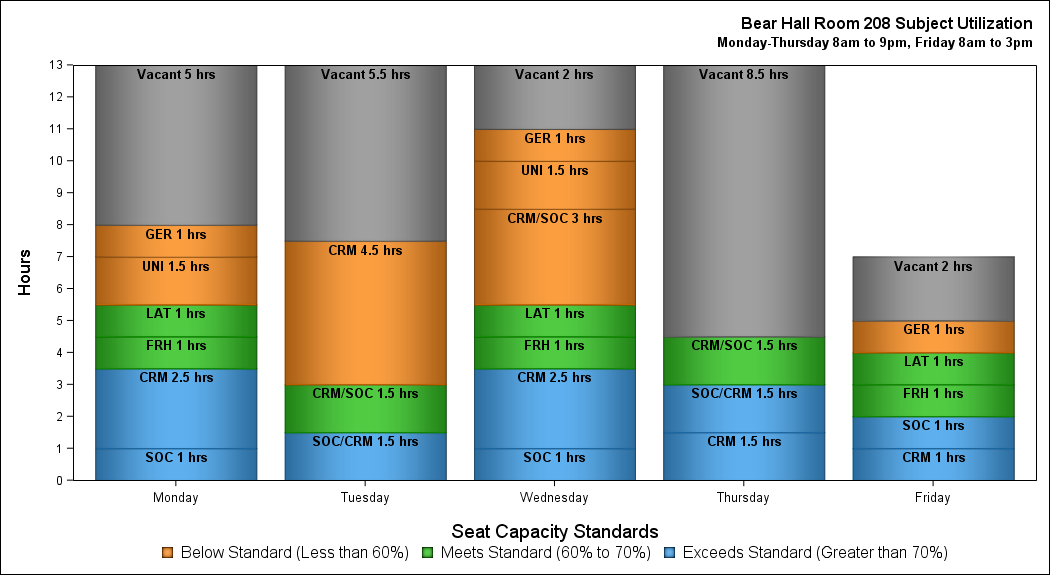 Bear Hall Room 208 Subject Utilization
Monday-Thursday 8am to 9pm, Friday 8am to 3pm
Hours
13
12
11
10
9
8
7
6
5
4
3
2
1
0
Vacant 5 hrs
GER 1 hrs
UNI 1.5 hrs
LAT 1 hrs
FRH 1 hrs
CRM 2.5 hrs
SOC 1 hrs
Vacant 5.5 hrs
CRM 4.5 hrs
CRM/SOC 1.5 hrs
SOC/CRM 1.5 hrs
Vacant 2 hrs
GER 1 hrs
UNI 1.5 hrs
CRM/SOC 3 hrs
LAT 1 hrs
FRH 1 hrs
CRM 2.5 hrs
SOC 1 hrs
Vacant 8.5 hrs
CRM/SOC 1.5 hrs
SOC/CRM 1.5 hrs
CRM 1.5 hrs
Vacant 2 hrs
GER 1 hrs
LAT 1 hrs
FRH 1 hrs
SOC 1 hrs
CRM 1 hrs
Monday Tuesday Wednesday Thursday Friday
Seat Capacity Standards
Below Standard (Less than 60%) Meets Standard (60% to 70%) Exceeds Standard (Greater than 70%)